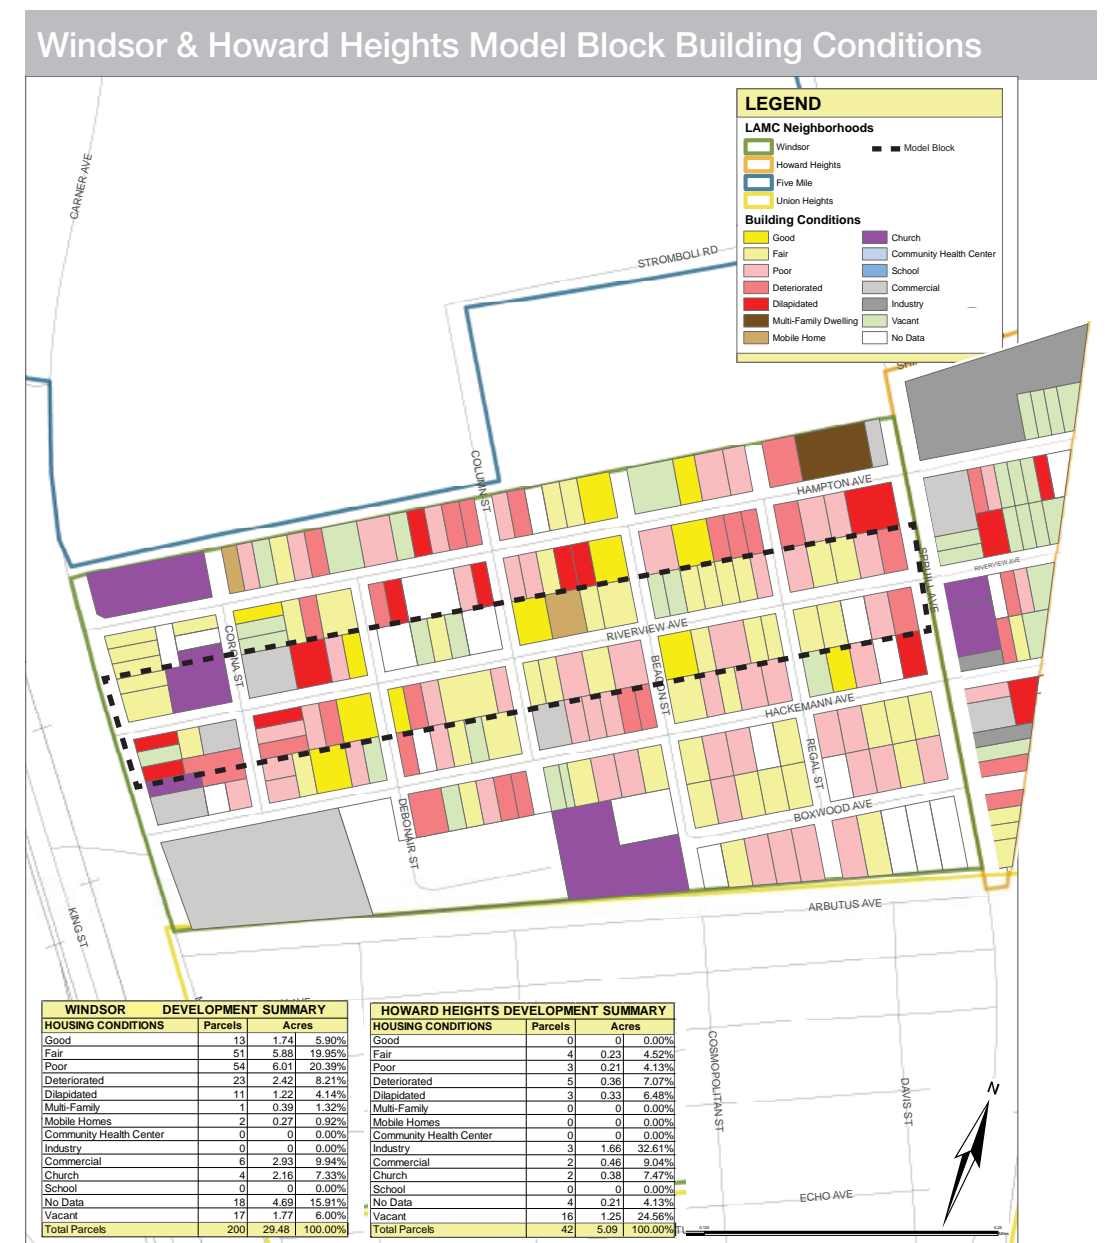 Windsor & Howard Heights Model Block Building Conditions
LEGEND
LAMC Neighborhoods
Windsor
Model Block
Howard Heights
Five Mile
Union Heights
Building Conditions
Good
Church
Fair
Community Health Center
Poor
School
Deteriorated
Commercial
Dilapidated
Industry
Multi-Family Dwelling
Vacant
Mobile Home
No Data
CARNER AVE
STROMBOLI RD
COLUMN ST
HAMPTON AVE
SPRUILL AVE
RIVERVIEW AVE
CORONA ST
RIVERVIEW AVE
BEACON ST
HACKEMANN AVE
REGAL ST
DEBONAIR ST
BOXWOOD AVE
ARBUTUS AVE
KING ST
COSMOPOLITAN ST
DAVIS ST
ECHO AVE
N
WINDSOR DEVELOPMENT SUMMARY
HOUSING CONDITIONS Parcels Acres
Good 13 1.74 5.90%
Fair 51 5.88 19.95%
Poor 54 6.01 20.39%
Deteriorated 23 2.42 8.21%
Dilapidated 11 1.22 4.14%
Multi-Family 1 0.39 1.32%
Mobile Homes 2 0.27 0.92%
Community Health Center 0 0 0.00%
Industry 0 0 0.00%
Commercial 6 2.93 9.94%
Church 4 2.16 7.33%
School 0 0 0.00%
No Data 18 4.69 15.91%
Vacant 17 1.77 6.00%
Total Parcels 200 29.48 100.00%
HOWARD HEIGHTS DEVELOPMENT SUMMARY
HOUSING CONDITIONS Parcels Acres
Good 0 0 0.00%
Fair 4 0.23 4.52%
Poor 3 0.21 4.13%
Deteriorated 5 0.36 7.07%
Dilapidated 3 0.33 6.48%
Multi-Family 0 0 0.00%
Mobile Homes 0 0 0.00%
Community Health Center 0 0 0.00%
Industry 3 1.66 32.61%
Commercial 2 0.46 9.04%
Church 2 0.38 7.47%
School 0 0 0.00%
No Data 4 0.21 4.13%
Vacant 16 1.25 24.56%
Total Parcels 42 5.09 100.00%